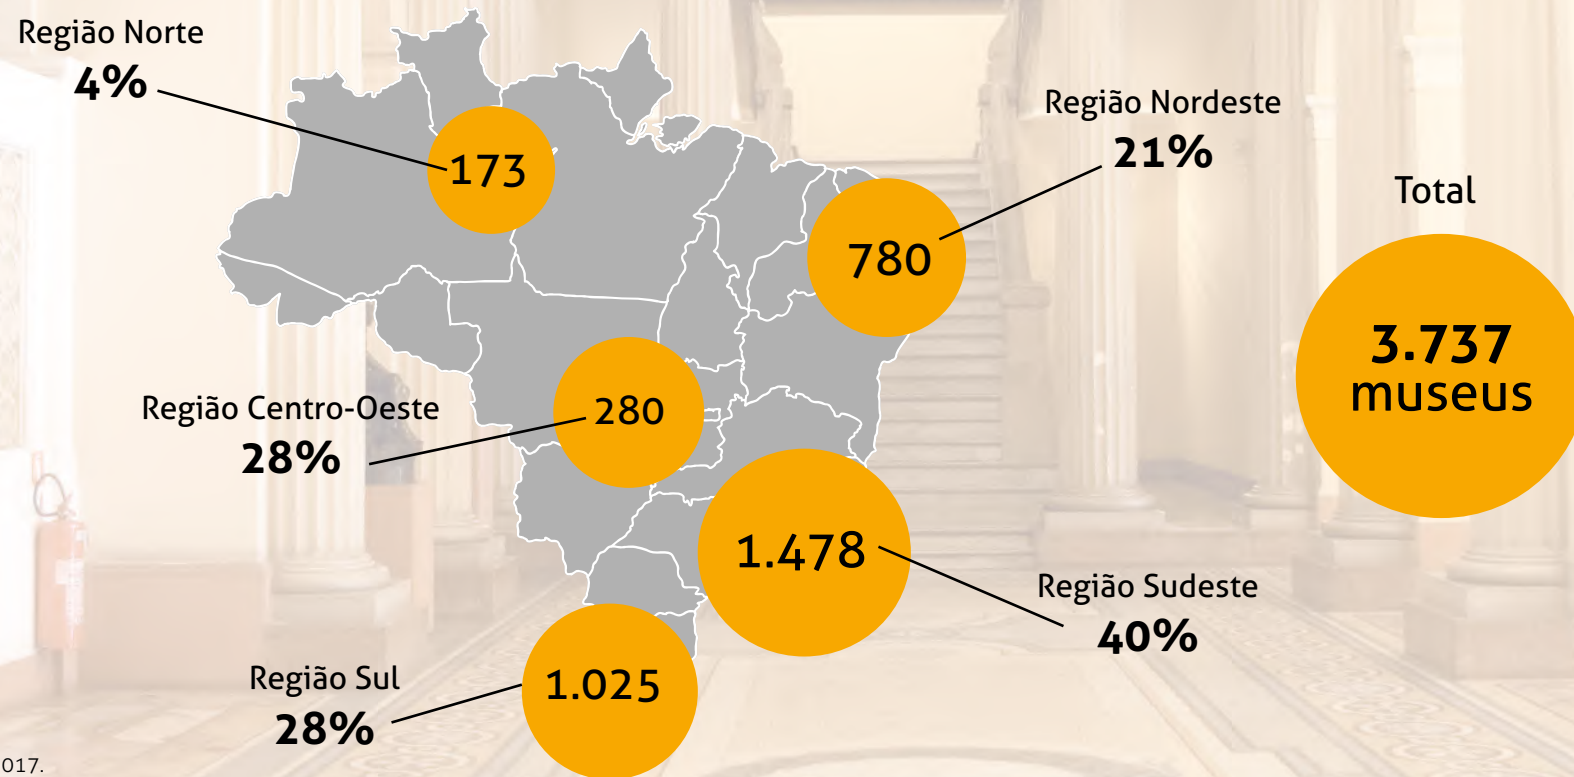 Região Norte
4%
173
Região Nordeste
21%
780
Total
3.737
museus
Região Centro-Oeste
28%
280
1.478
Região Sudeste
40%
Região Sul
28%
1.025
017.